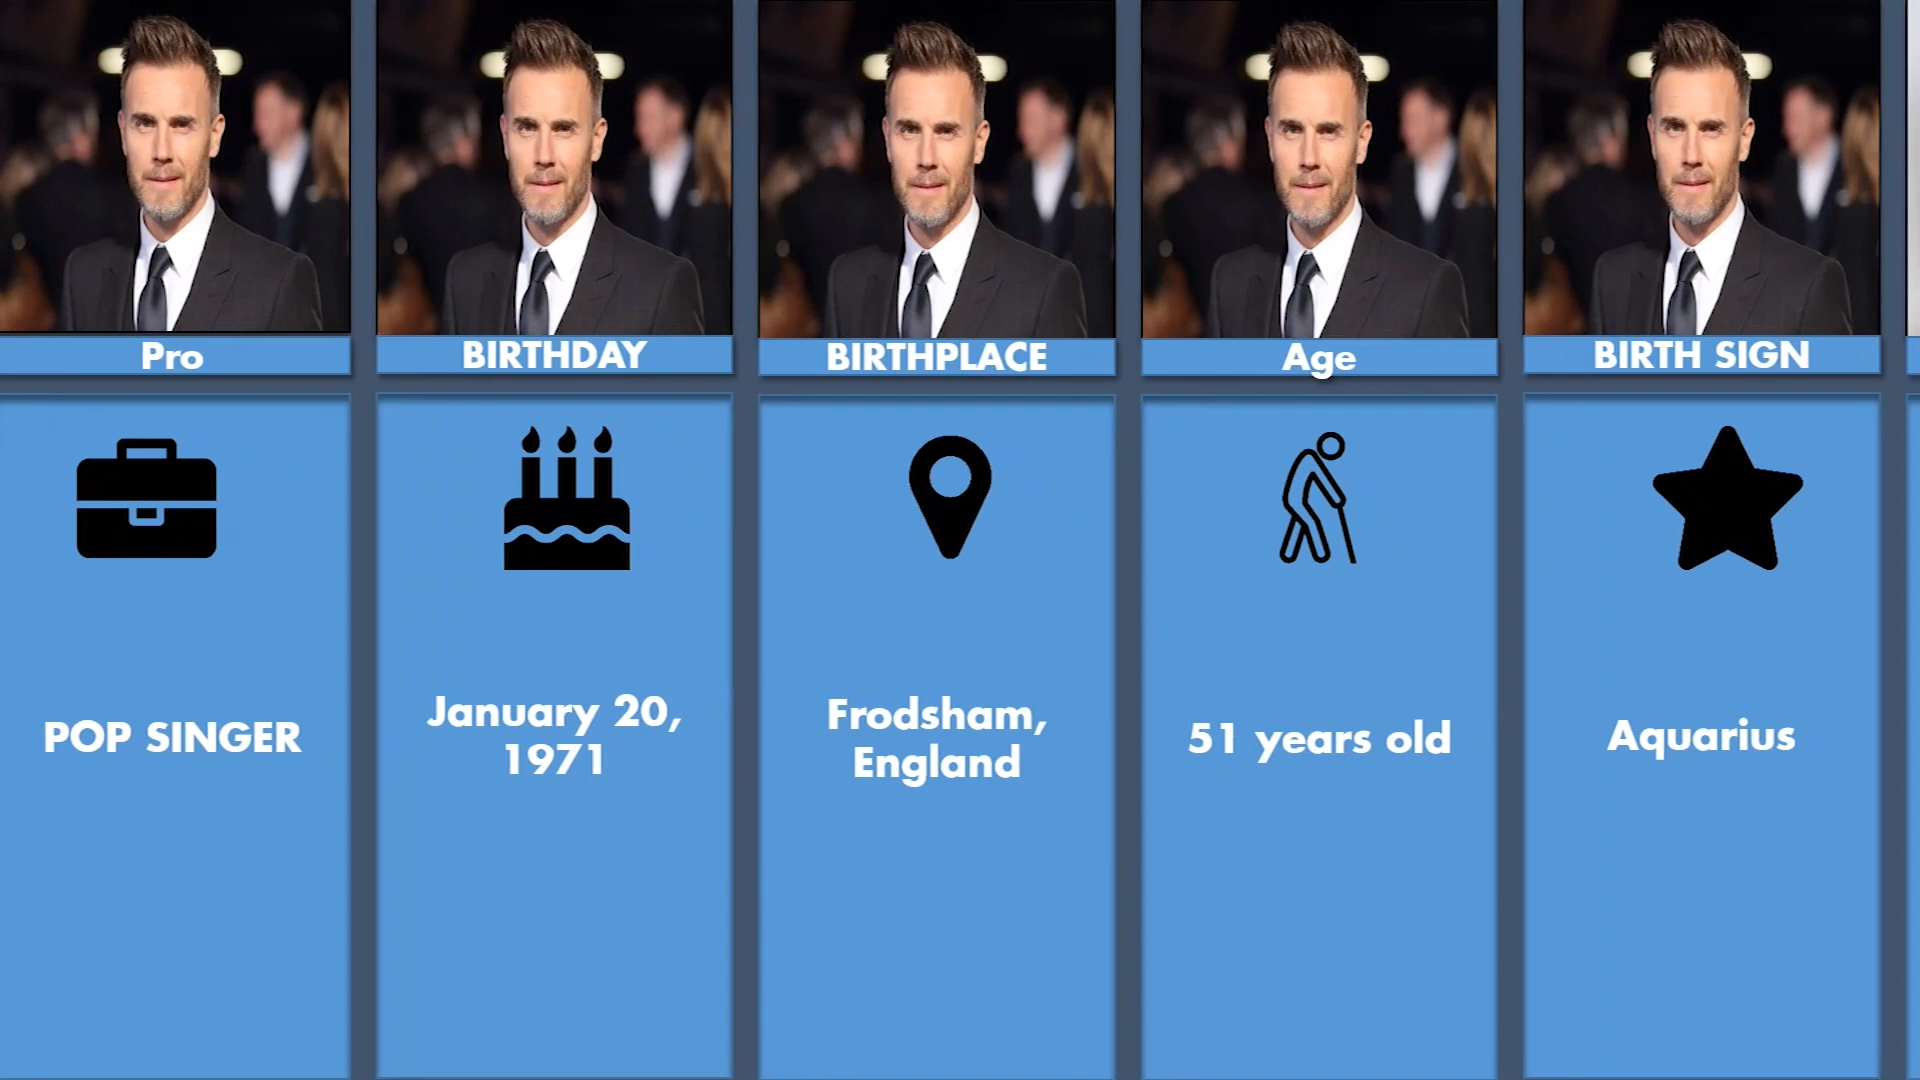 Pro
BIRTHDAY
BIRTHPLACE
Age
BIRTH SIGN
POP SINGER
January 20,
1971
Frodsham,
England
51 years old
Aquarius